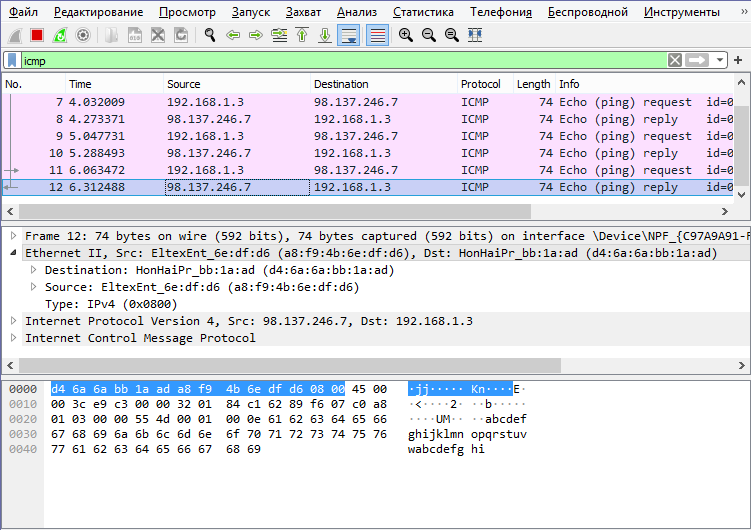 Файл Редактирование Просмотр Запуск Захват Анализ Статистика Телефония Беспроводной Инструменты »
icmp
No. Time Source Destination Protocol Length Info
7 4.032009 192.168.1.3 98.137.246.7 ICMP 74 Echo (ping) request id=0
8 4.273371 98.137.246.7 192.168.1.3 ICMP 74 Echo (ping) reply id=0
9 5.047731 192.168.1.3 98.137.246.7 ICMP 74 Echo (ping) request id=0
10 5.288493 98.137.246.7 192.168.1.3 ICMP 74 Echo (ping) reply id=0
11 6.063472 192.168.1.3 98.137.246.7 ICMP 74 Echo (ping) request id=0
12 6.312488 98.137.246.7 192.168.1.3 ICMP 74 Echo (ping) reply id=0
Frame 12: 74 bytes on wire (592 bits), 74 bytes captured (592 bits) on interface \Device\NPF_{C97A9A91-F
Ethernet II, Src: EltexEnt_6e:df:d6 (a8:f9:4b:6e:df:d6), Dst: HonHaiPr_bb:1a:ad (d4:6a:6a:bb:1a:ad)
Destination: HonHaiPr_bb:1a:ad (d4:6a:6a:bb:1a:ad)
Source: EltexEnt_6e:df:d6 (a8:f9:4b:6e:df:d6)
Type: IPv4 (0x0800)
Internet Protocol Version 4, Src: 98.137.246.7, Dst: 192.168.1.3
Internet Control Message Protocol
0000 d4 6a 6a bb 1a ad a8 f9 4b 6e df d6 08 00 45 00 ·jj····· Kn····E·
0010 00 3c e9 c3 00 00 32 01 84 c1 62 89 f6 07 c0 a8 ·<····2· ··b·····
0020 01 03 00 00 55 4d 00 01 00 0e 61 62 63 64 65 66 ····UM·· ··abcdef
0030 67 68 69 6a 6b 6c 6d 6e 6f 70 71 72 73 74 75 76 ghijklmn opqrstuv
0040 77 61 62 63 64 65 66 67 68 69 wabcdefg hi